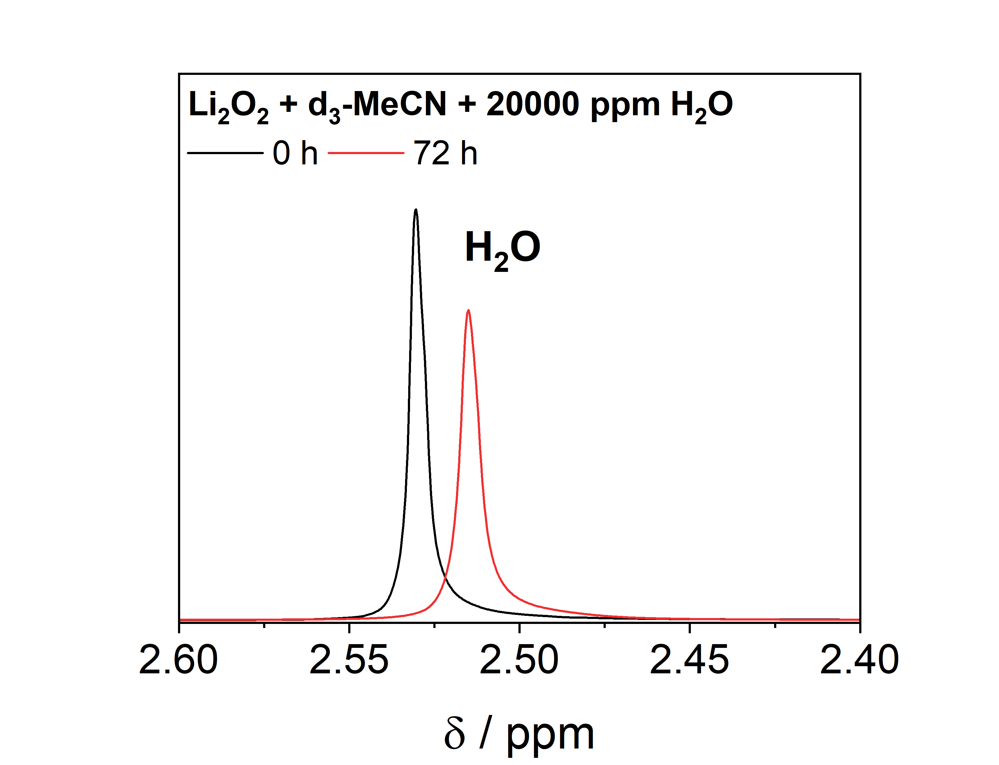 Li₂O₂ + d₃-MeCN + 20000 ppm H₂O
0 h 72 h
H₂O
2.60 2.55 2.50 2.45 2.40
δ / ppm